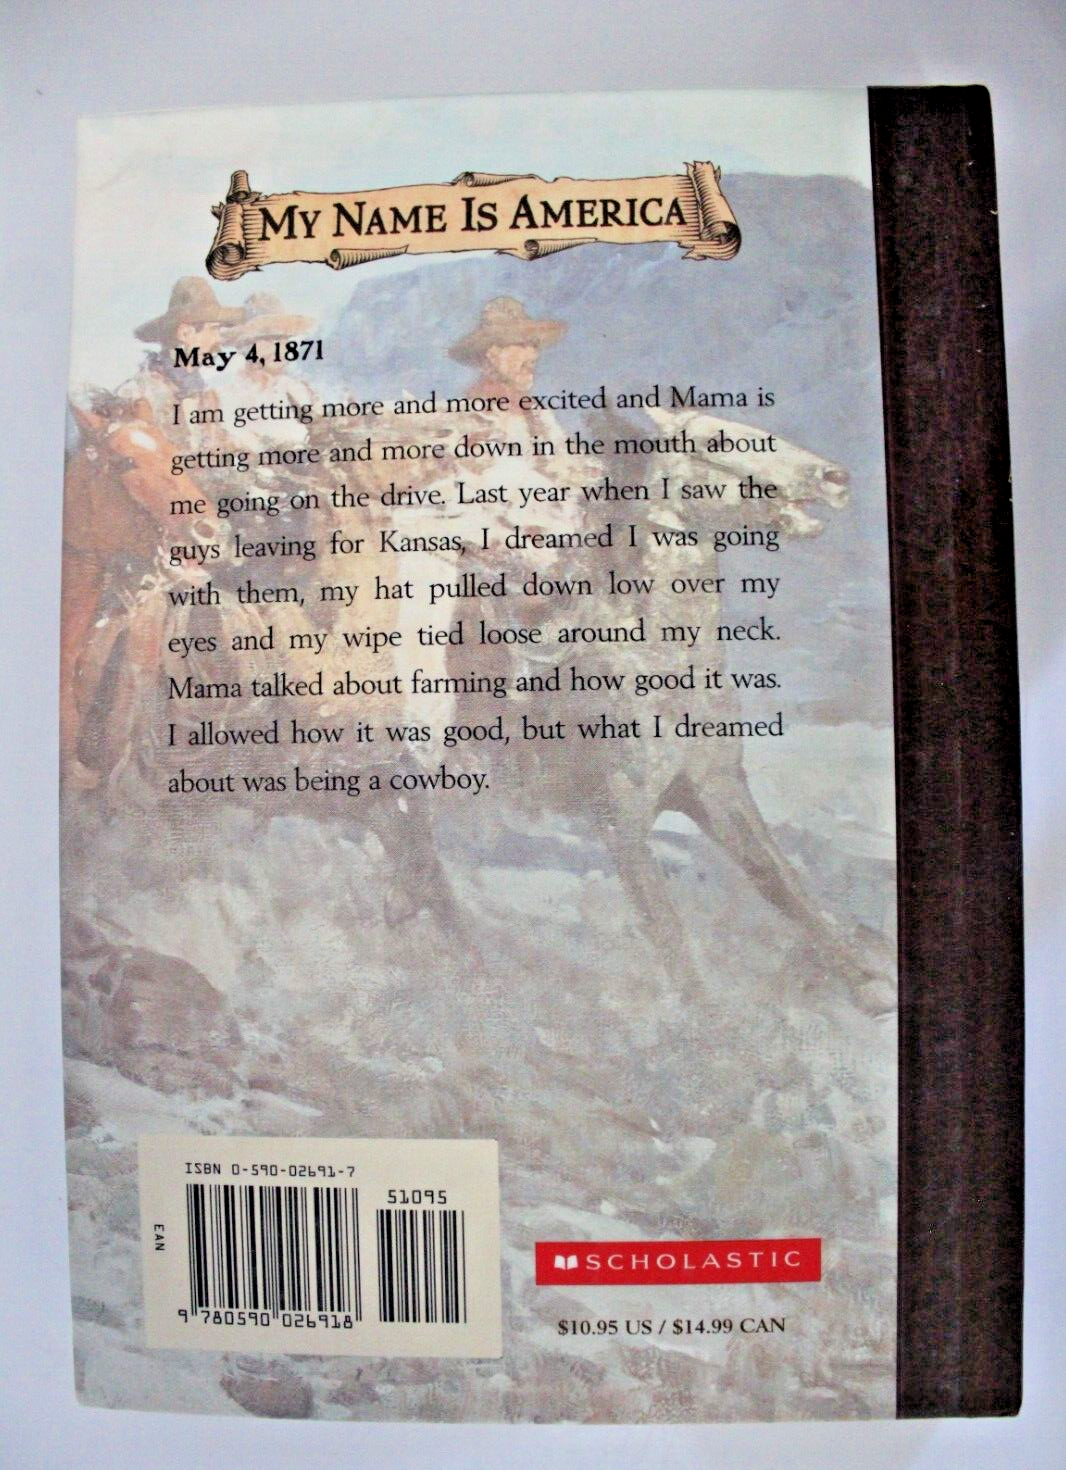 MY NAME IS AMERICA
May 4, 1871
I am getting more and more excited and Mama is
getting more and more down in the mouth about
me going on the drive. Last year when I saw the
guys leaving for Kansas, I dreamed I was going
with them, my hat pulled down low over my
eyes and my wipe tied loose around my neck.
Mama talked about farming and how good it was.
I allowed how it was good, but what I dreamed
about was being a cowboy.
ISBN 0-590-02691-7
51095
EAN
9 780590 026918
SCHOLASTIC
$10.95 US / $14.99 CAN